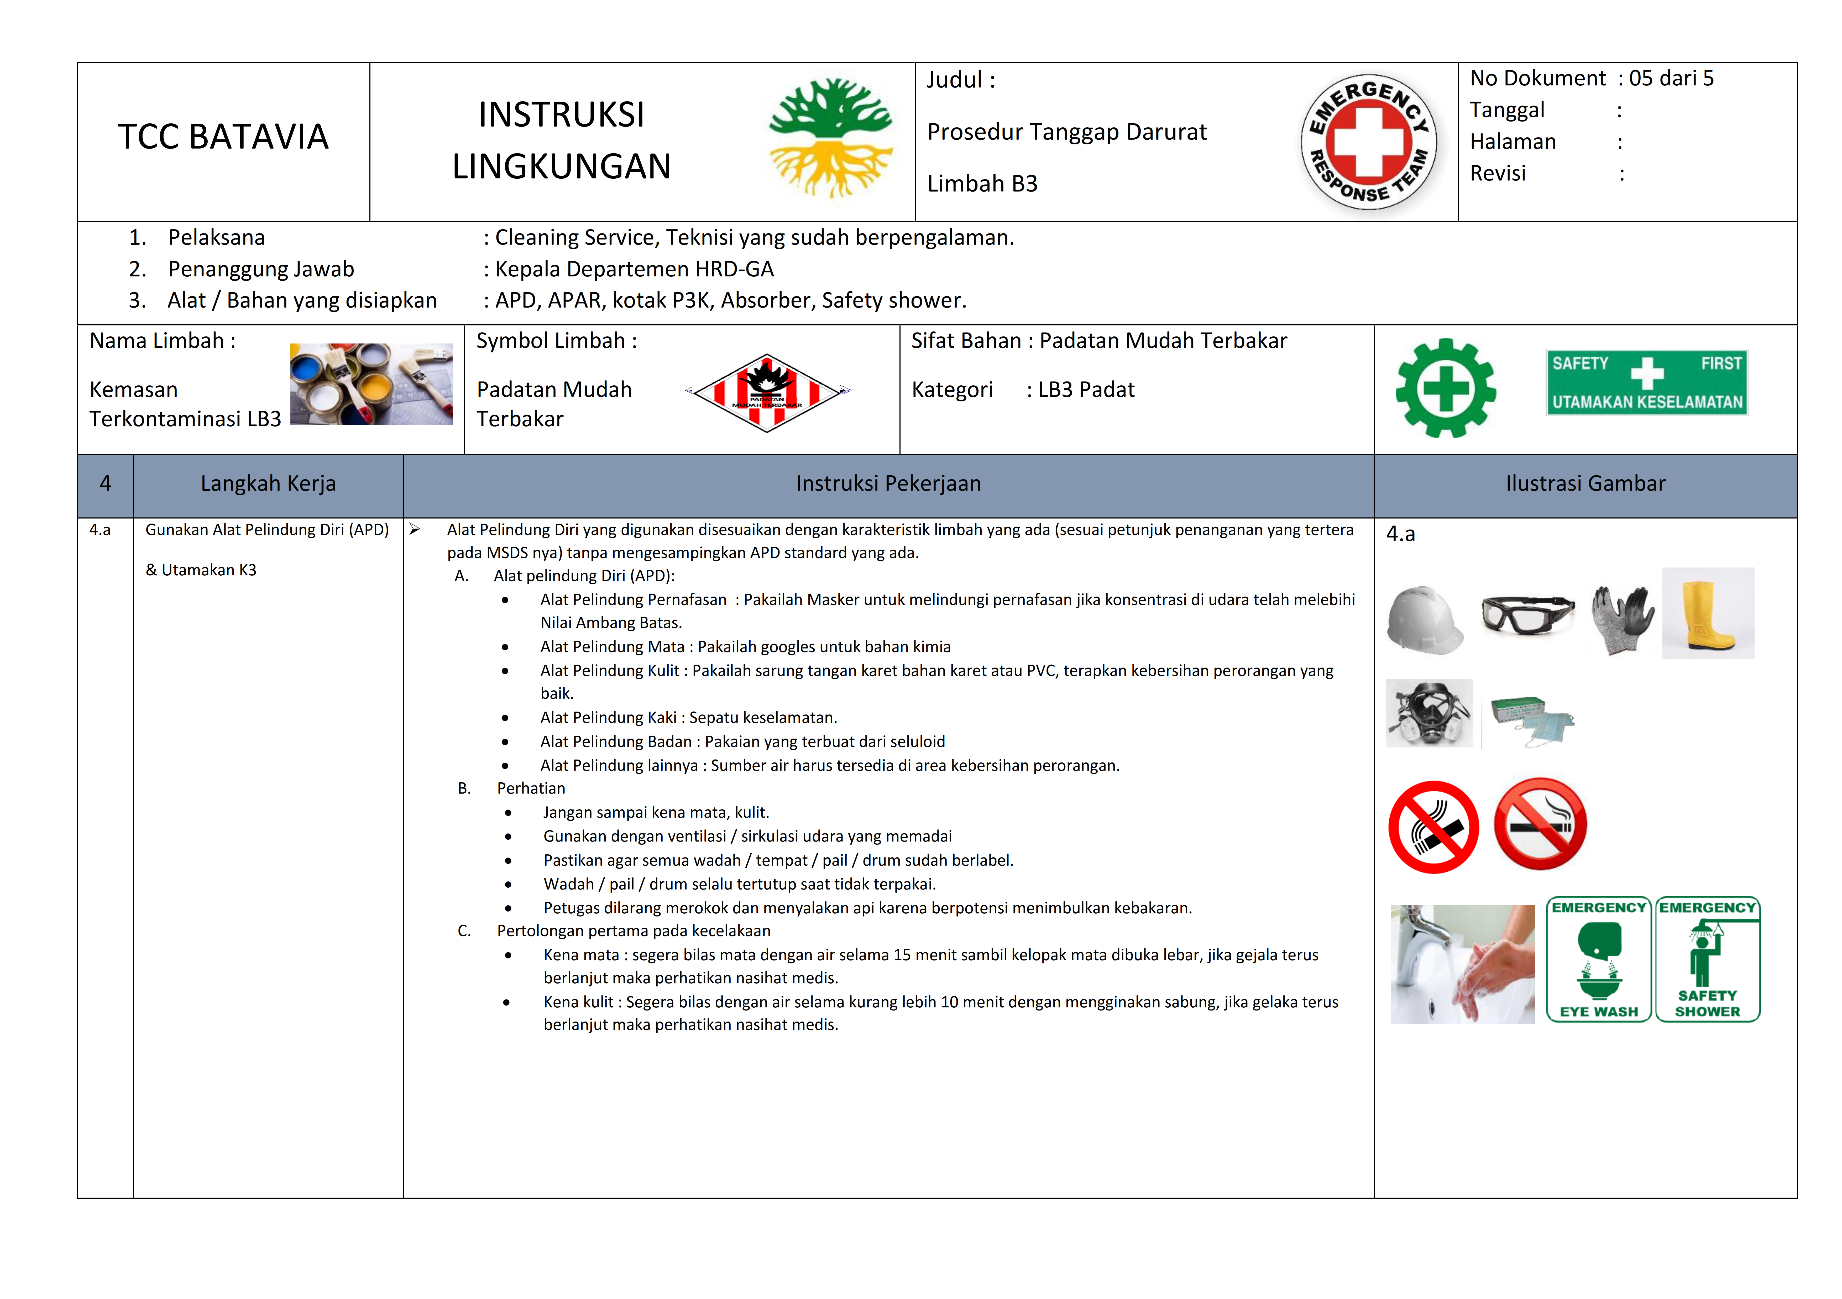 TCC BATAVIA
INSTRUKSI
LINGKUNGAN
Judul :
Prosedur Tanggap Darurat
Limbah B3
EMERGENCY
RESPONSE TEAM
No Dokument : 05 dari 5
Tanggal :
Halaman :
Revisi :
1. Pelaksana : Cleaning Service, Teknisi yang sudah berpengalaman.
2. Penanggung Jawab : Kepala Departemen HRD-GA
3. Alat / Bahan yang disiapkan : APD, APAR, kotak P3K, Absorber, Safety shower.
Nama Limbah :
Kemasan
Terkontaminasi LB3
Symbol Limbah :
Padatan Mudah
Terbakar
PADATAN
MUDAH TERBAKAR
Sifat Bahan : Padatan Mudah Terbakar
Kategori : LB3 Padat
SAFETY FIRST
UTAMAKAN KESELAMATAN
4 Langkah Kerja Instruksi Pekerjaan Ilustrasi Gambar
4.a Gunakan Alat Pelindung Diri (APD)
& Utamakan K3
➢ Alat Pelindung Diri yang digunakan disesuaikan dengan karakteristik limbah yang ada (sesuai petunjuk penanganan yang tertera
pada MSDS nya) tanpa mengesampingkan APD standard yang ada.
A. Alat pelindung Diri (APD):
• Alat Pelindung Pernafasan : Pakailah Masker untuk melindungi pernafasan jika konsentrasi di udara telah melebihi
Nilai Ambang Batas.
• Alat Pelindung Mata : Pakailah googles untuk bahan kimia
• Alat Pelindung Kulit : Pakailah sarung tangan karet bahan karet atau PVC, terapkan kebersihan perorangan yang
baik.
• Alat Pelindung Kaki : Sepatu keselamatan.
• Alat Pelindung Badan : Pakaian yang terbuat dari seluloid
• Alat Pelindung lainnya : Sumber air harus tersedia di area kebersihan perorangan.
B. Perhatian
• Jangan sampai kena mata, kulit.
• Gunakan dengan ventilasi / sirkulasi udara yang memadai
• Pastikan agar semua wadah / tempat / pail / drum sudah berlabel.
• Wadah / pail / drum selalu tertutup saat tidak terpakai.
• Petugas dilarang merokok dan menyalakan api karena berpotensi menimbulkan kebakaran.
C. Pertolongan pertama pada kecelakaan
• Kena mata : segera bilas mata dengan air selama 15 menit sambil kelopak mata dibuka lebar, jika gejala terus
berlanjut maka perhatikan nasihat medis.
• Kena kulit : Segera bilas dengan air selama kurang lebih 10 menit dengan mengginakan sabung, jika gelaka terus
berlanjut maka perhatikan nasihat medis.
4.a
EMERGENCY
EYE WASH
EMERGENCY
SAFETY
SHOWER